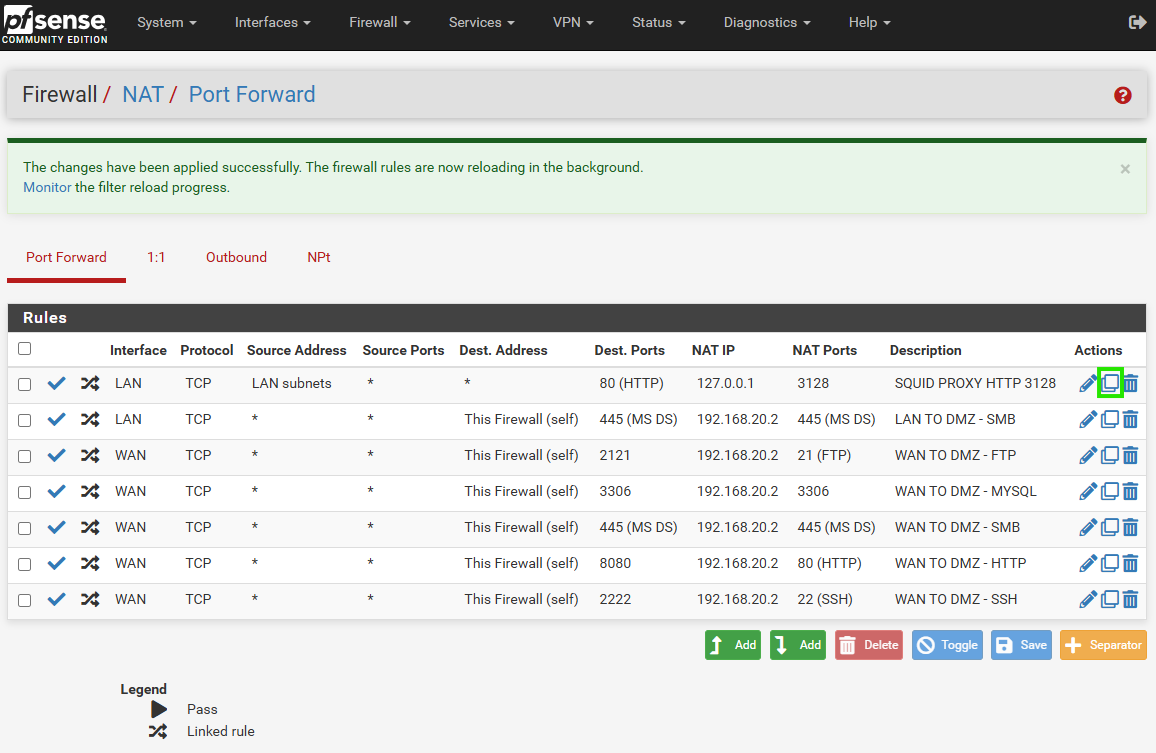 pfsense
COMMUNITY EDITION
System Interfaces Firewall Services VPN Status Diagnostics Help
Firewall / NAT / Port Forward
?
The changes have been applied successfully. The firewall rules are now reloading in the background.
Monitor the filter reload progress.
×
Port Forward 1:1 Outbound NPt
Rules
Interface Protocol Source Address Source Ports Dest. Address Dest. Ports NAT IP NAT Ports Description Actions
LAN TCP LAN subnets * * 80 (HTTP) 127.0.0.1 3128 SQUID PROXY HTTP 3128
LAN TCP * * This Firewall (self) 445 (MS DS) 192.168.20.2 445 (MS DS) LAN TO DMZ - SMB
WAN TCP * * This Firewall (self) 2121 192.168.20.2 21 (FTP) WAN TO DMZ - FTP
WAN TCP * * This Firewall (self) 3306 192.168.20.2 3306 WAN TO DMZ - MYSQL
WAN TCP * * This Firewall (self) 445 (MS DS) 192.168.20.2 445 (MS DS) WAN TO DMZ - SMB
WAN TCP * * This Firewall (self) 8080 192.168.20.2 80 (HTTP) WAN TO DMZ - HTTP
WAN TCP * * This Firewall (self) 2222 192.168.20.2 22 (SSH) WAN TO DMZ - SSH
Add Add Delete Toggle Save Separator
Legend
Pass
Linked rule